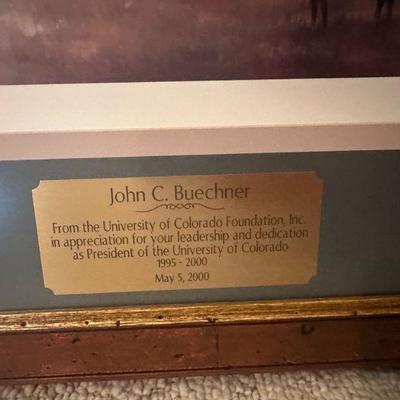 John C. Buechner
From the University of Colorado Foundation, Inc.
in appreciation for your leadership and dedication
as President of the University of Colorado
1995 - 2000
May 5, 2000